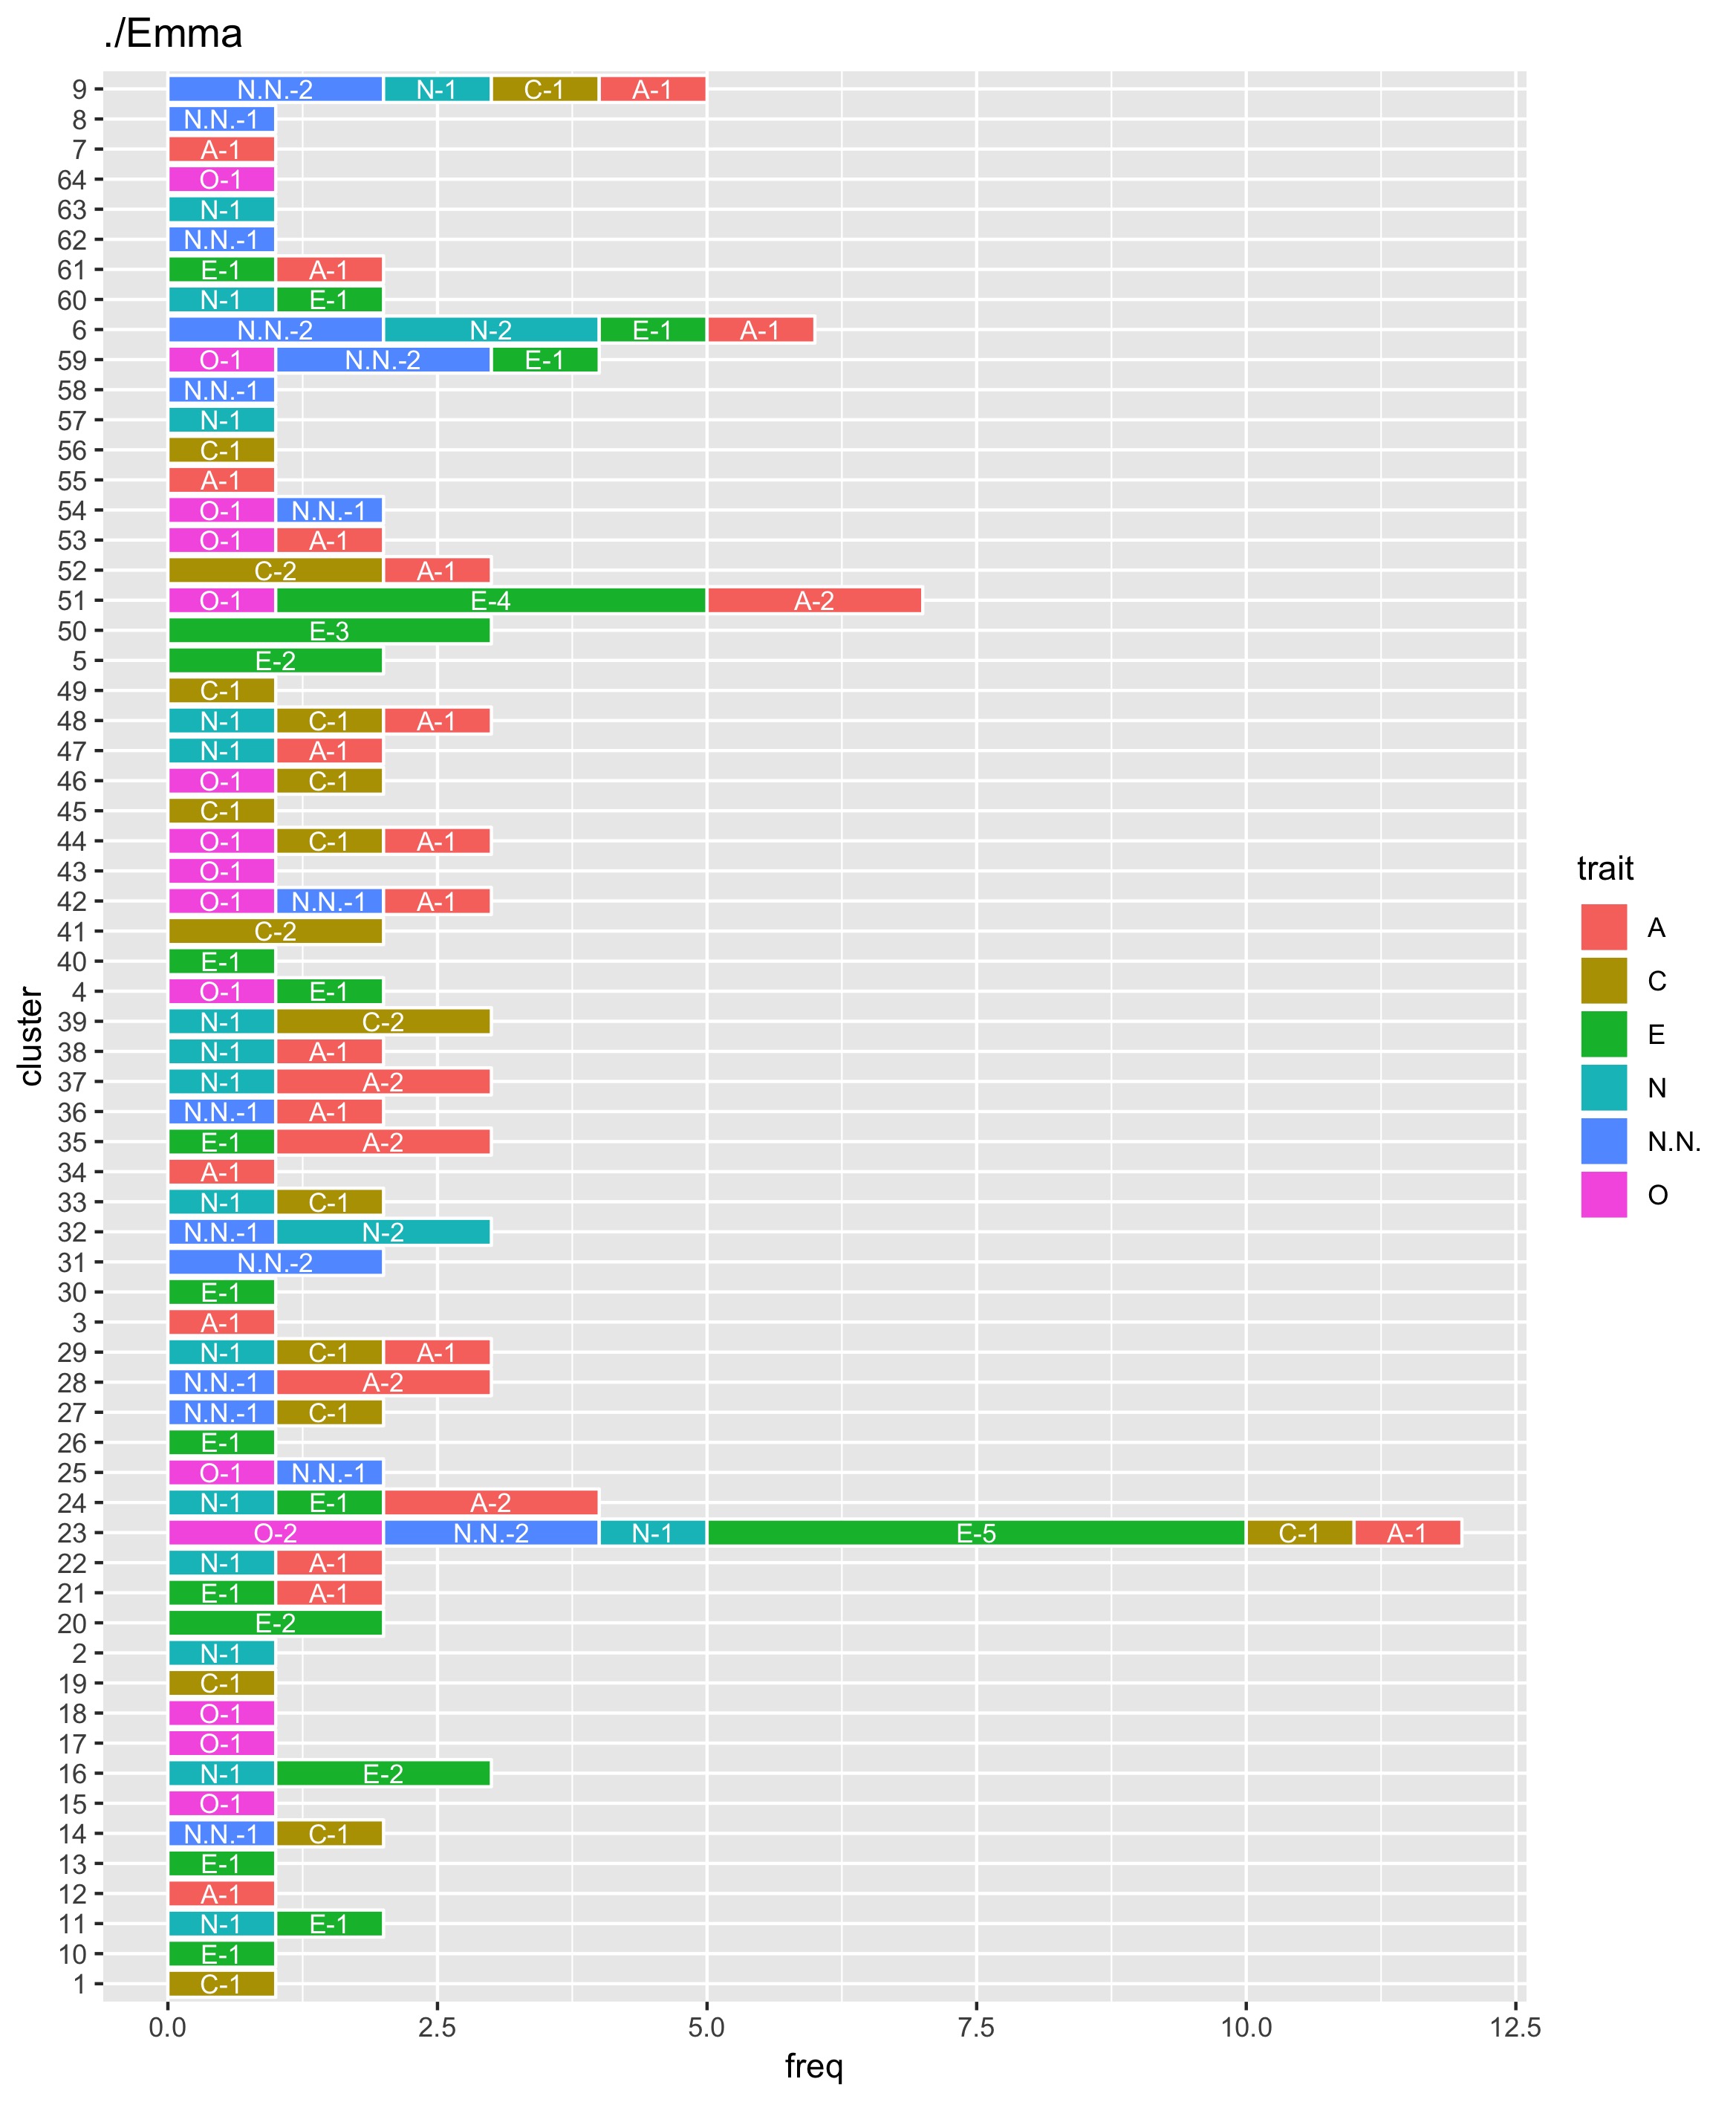 ./Emma
9 N.N.-2 N-1 C-1 A-1
8 N.N.-1
7 A-1
64 O-1
63 N-1
62 N.N.-1
61 E-1 A-1
60 N-1 E-1
6 N.N.-2 N-2 E-1 A-1
59 O-1 N.N.-2 E-1
58 N.N.-1
57 N-1
56 C-1
55 A-1
54 O-1 N.N.-1
53 O-1 A-1
52 C-2 A-1
51 O-1 E-4 A-2
50 E-3
5 E-2
49 C-1
48 N-1 C-1 A-1
47 N-1 A-1
46 O-1 C-1
45 C-1
44 O-1 C-1 A-1
43 O-1
42 O-1 N.N.-1 A-1
41 C-2
40 E-1
4 O-1 E-1
39 N-1 C-2
38 N-1 A-1
37 N-1 A-2
36 N.N.-1 A-1
35 E-1 A-2
34 A-1
33 N-1 C-1
32 N.N.-1 N-2
31 N.N.-2
30 E-1
3 A-1
29 N-1 C-1 A-1
28 N.N.-1 A-2
27 N.N.-1 C-1
26 E-1
25 O-1 N.N.-1
24 N-1 E-1 A-2
23 O-2 N.N.-2 N-1 E-5 C-1 A-1
22 N-1 A-1
21 E-1 A-1
20 E-2
2 N-1
19 C-1
18 O-1
17 O-1
16 N-1 E-2
15 O-1
14 N.N.-1 C-1
13 E-1
12 A-1
11 N-1 E-1
10 E-1
1 C-1
0.0 2.5 5.0 7.5 10.0 12.5
freq
cluster
trait
A
C
E
N
N.N.
O